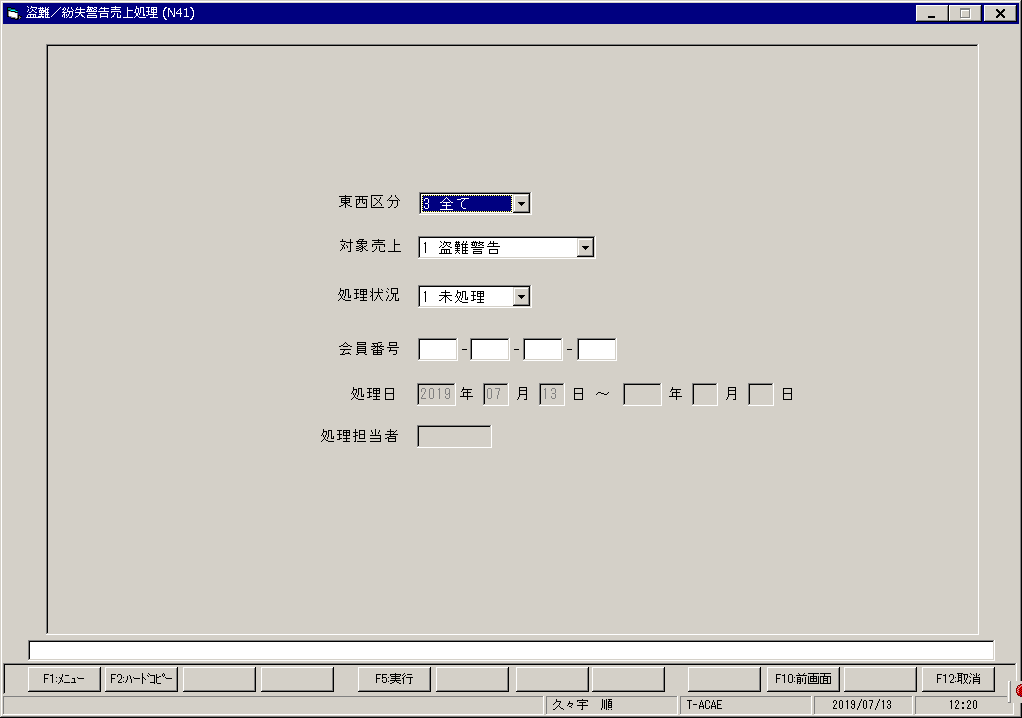 盗難／紛失警告売上処理 (N41)
東西区分 3 全て
対象売上 1 盗難警告
処理状況 1 未処理
会員番号 - - -
処理日 2019 年 07 月 13 日 ～ 年 月 日
処理担当者
F1:ﾒﾆｭｰ F2:ﾊｰﾄﾞｺﾋﾟｰ F5:実行 F10:前画面 F12:取消
久々宇 順 T-ACAE 2019/07/13 12:20